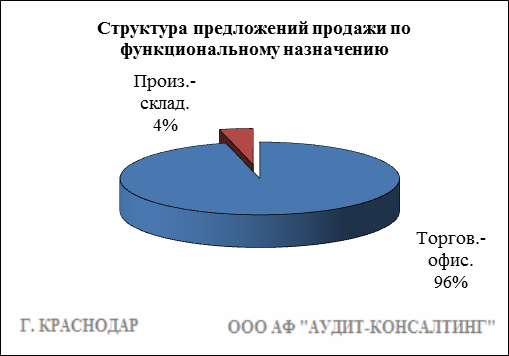 Структура предложений продажи по
функциональному назначению
Произ.-
склад.
4%
Торгов.-
офис.
96%
Г. КРАСНОДАР
ООО АФ "АУДИТ-КОНСАЛТИНГ"